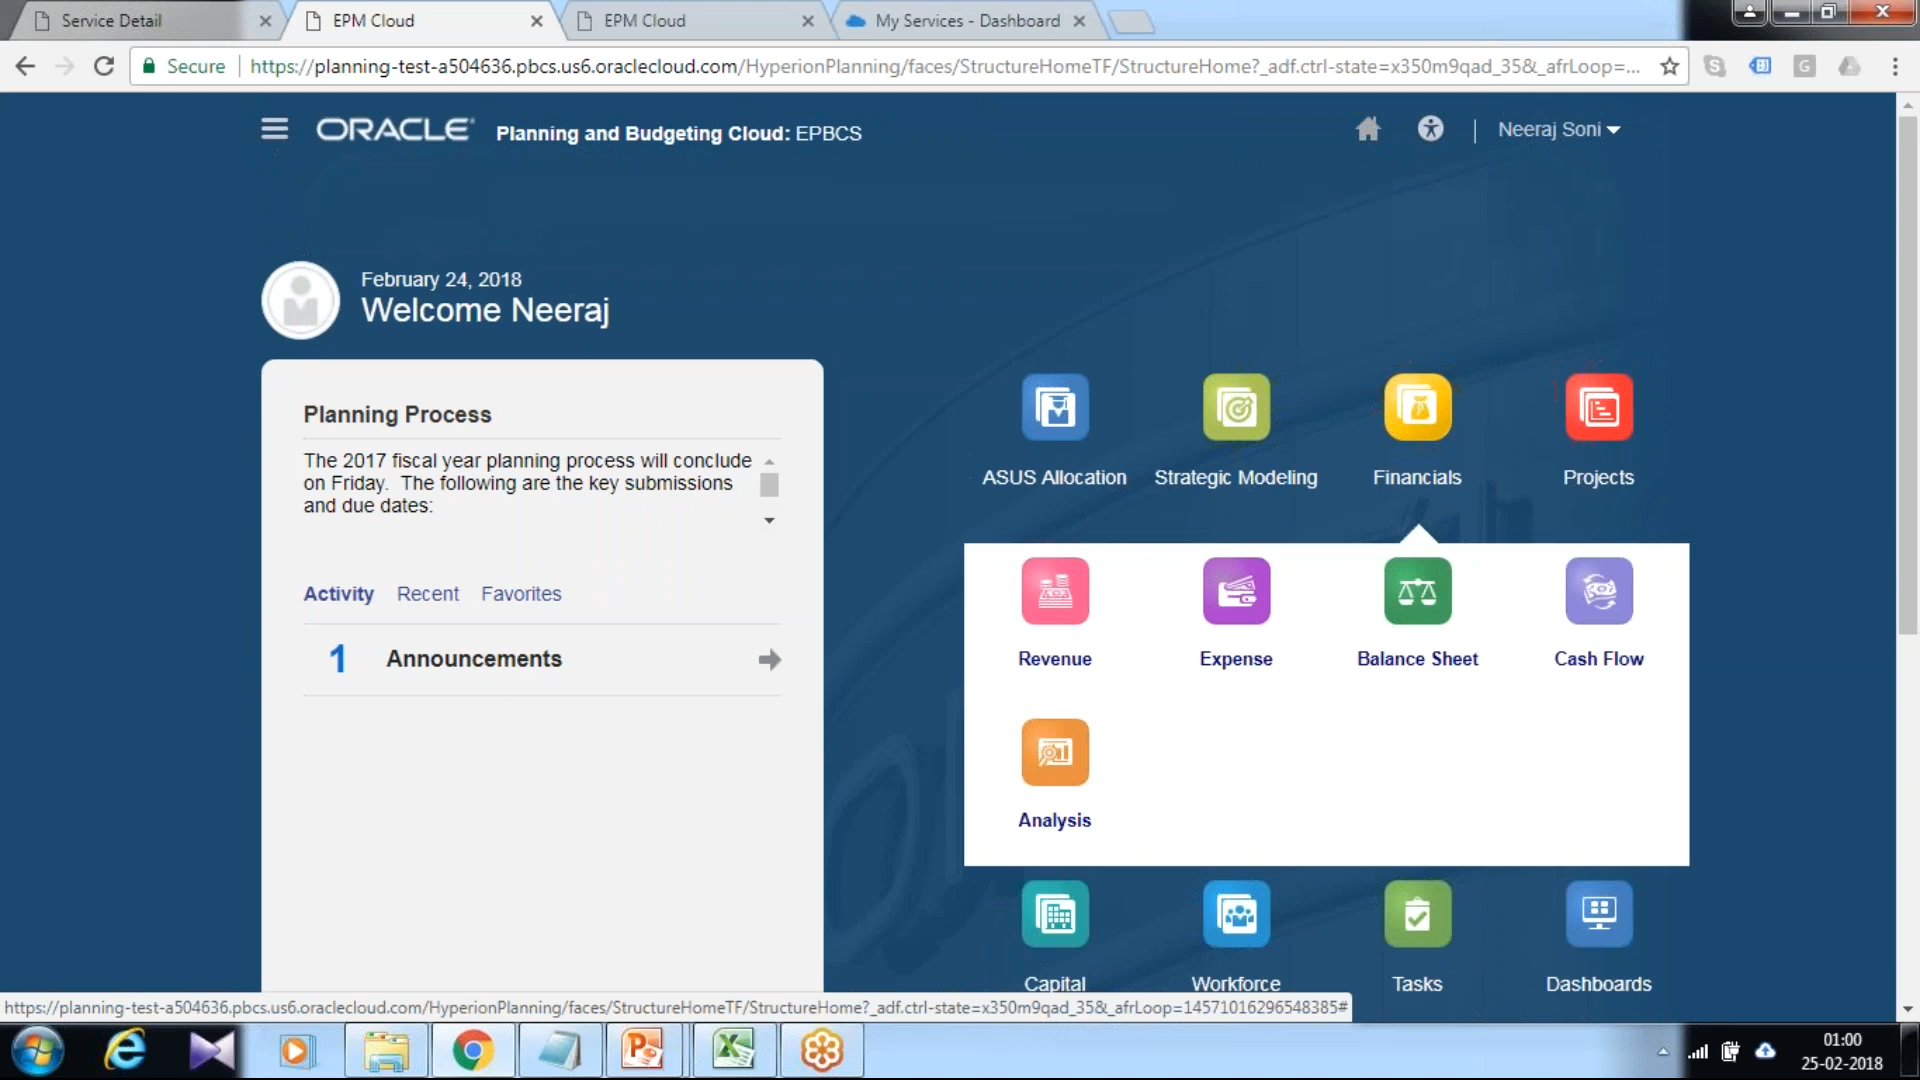 Service Detail
EPM Cloud
EPM Cloud
My Services - Dashboard
Secure
https://planning-test-a504636.pbcs.us6.oraclecloud.com/HyperionPlanning/faces/StructureHomeTF/StructureHome?_adf.ctrl-state=x350m9qad_35&_afrLoop=...
ORACLE
Planning and Budgeting Cloud: EPBCS
Neeraj Soni
February 24, 2018
Welcome Neeraj
Planning Process
The 2017 fiscal year planning process will conclude
on Friday. The following are the key submissions
and due dates:
Activity Recent Favorites
1 Announcements
ASUS Allocation
Strategic Modeling
Financials
Projects
Revenue
Expense
Balance Sheet
Cash Flow
Analysis
Capital
Workforce
Tasks
Dashboards
https://planning-test-a504636.pbcs.us6.oraclecloud.com/HyperionPlanning/faces/StructureHomeTF/StructureHome?_adf.ctrl-state=x350m9qad_35&_afrLoop=14571016296548385#
01:00
25-02-2018